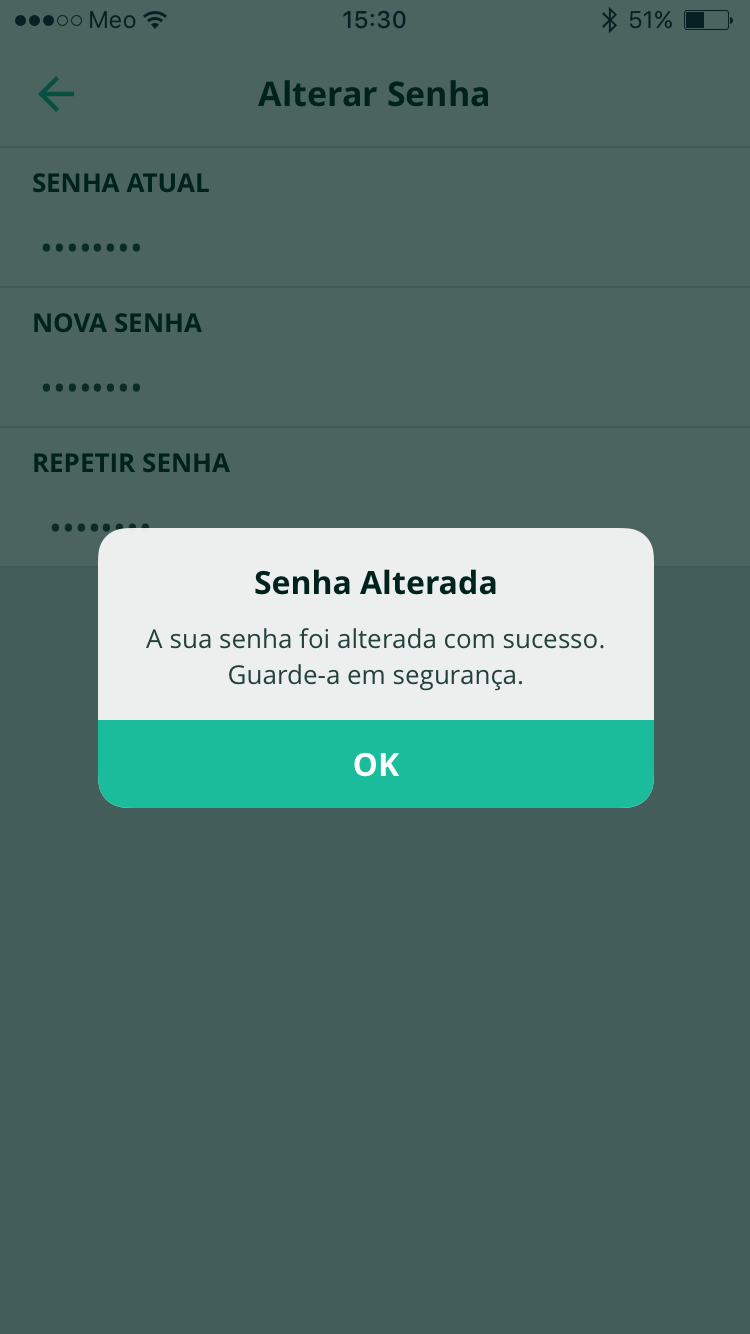 Meo 15:30 51%
Alterar Senha
SENHA ATUAL
••••••••
NOVA SENHA
••••••••
REPETIR SENHA
••••••••
Senha Alterada
A sua senha foi alterada com sucesso.
Guarde-a em segurança.
OK